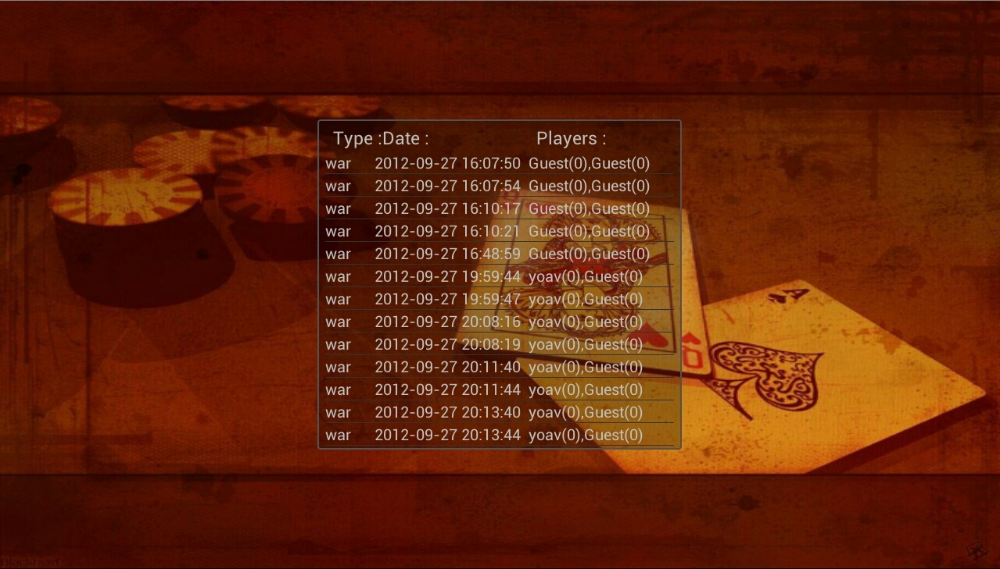 Type :Date : Players :
war 2012-09-27 16:07:50 Guest(0),Guest(0)
war 2012-09-27 16:07:54 Guest(0),Guest(0)
war 2012-09-27 16:10:17 Guest(0),Guest(0)
war 2012-09-27 16:10:21 Guest(0),Guest(0)
war 2012-09-27 16:48:59 Guest(0),Guest(0)
war 2012-09-27 19:59:44 yoav(0),Guest(0)
war 2012-09-27 19:59:47 yoav(0),Guest(0)
war 2012-09-27 20:08:16 yoav(0),Guest(0)
war 2012-09-27 20:08:19 yoav(0),Guest(0)
war 2012-09-27 20:11:40 yoav(0),Guest(0)
war 2012-09-27 20:11:44 yoav(0),Guest(0)
war 2012-09-27 20:13:40 yoav(0),Guest(0)
war 2012-09-27 20:13:44 yoav(0),Guest(0)
A
Q